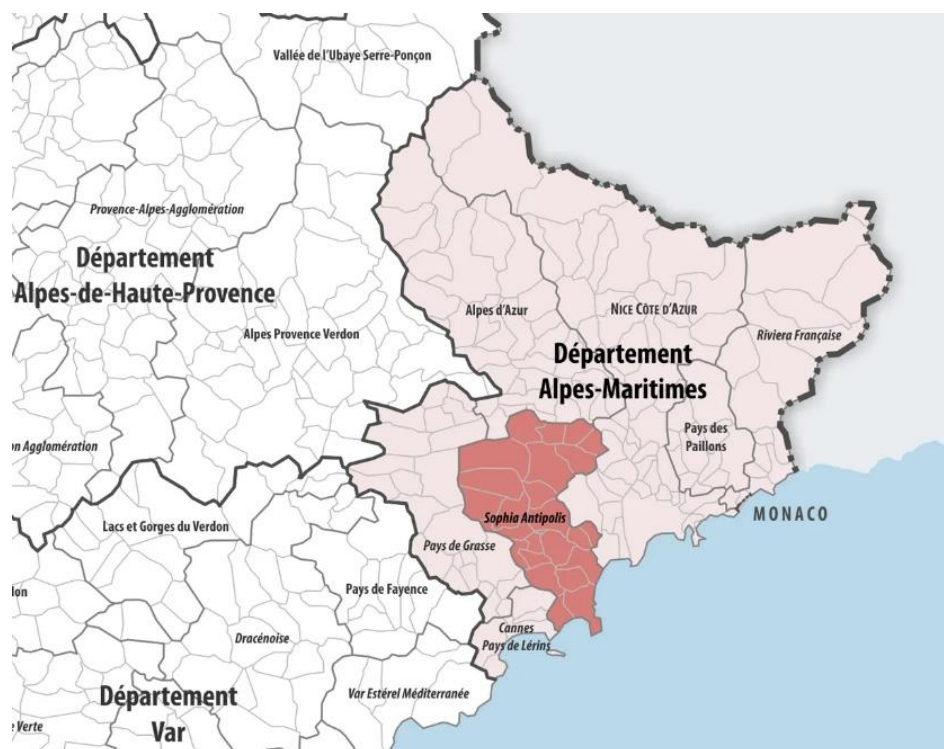 Vallée de l'Ubaye Serre-Ponçon
Provence-Alpes-Agglomération
Département
Alpes-de-Haute-Provence
Alpes d'Azur
NICE CÔTE D'AZUR
Alpes Provence Verdon
Riviera Française
Département
Alpes-Maritimes
Pays des
Paillons
Agglomération
Sophia Antipolis
MONACO
Lacs et Gorges du Verdon
Pays de Grasse
Pays de Fayence
Dracénoise
Cannes
Pays de Lérins
Var Estérel Méditerranée
Département
Var
Verte